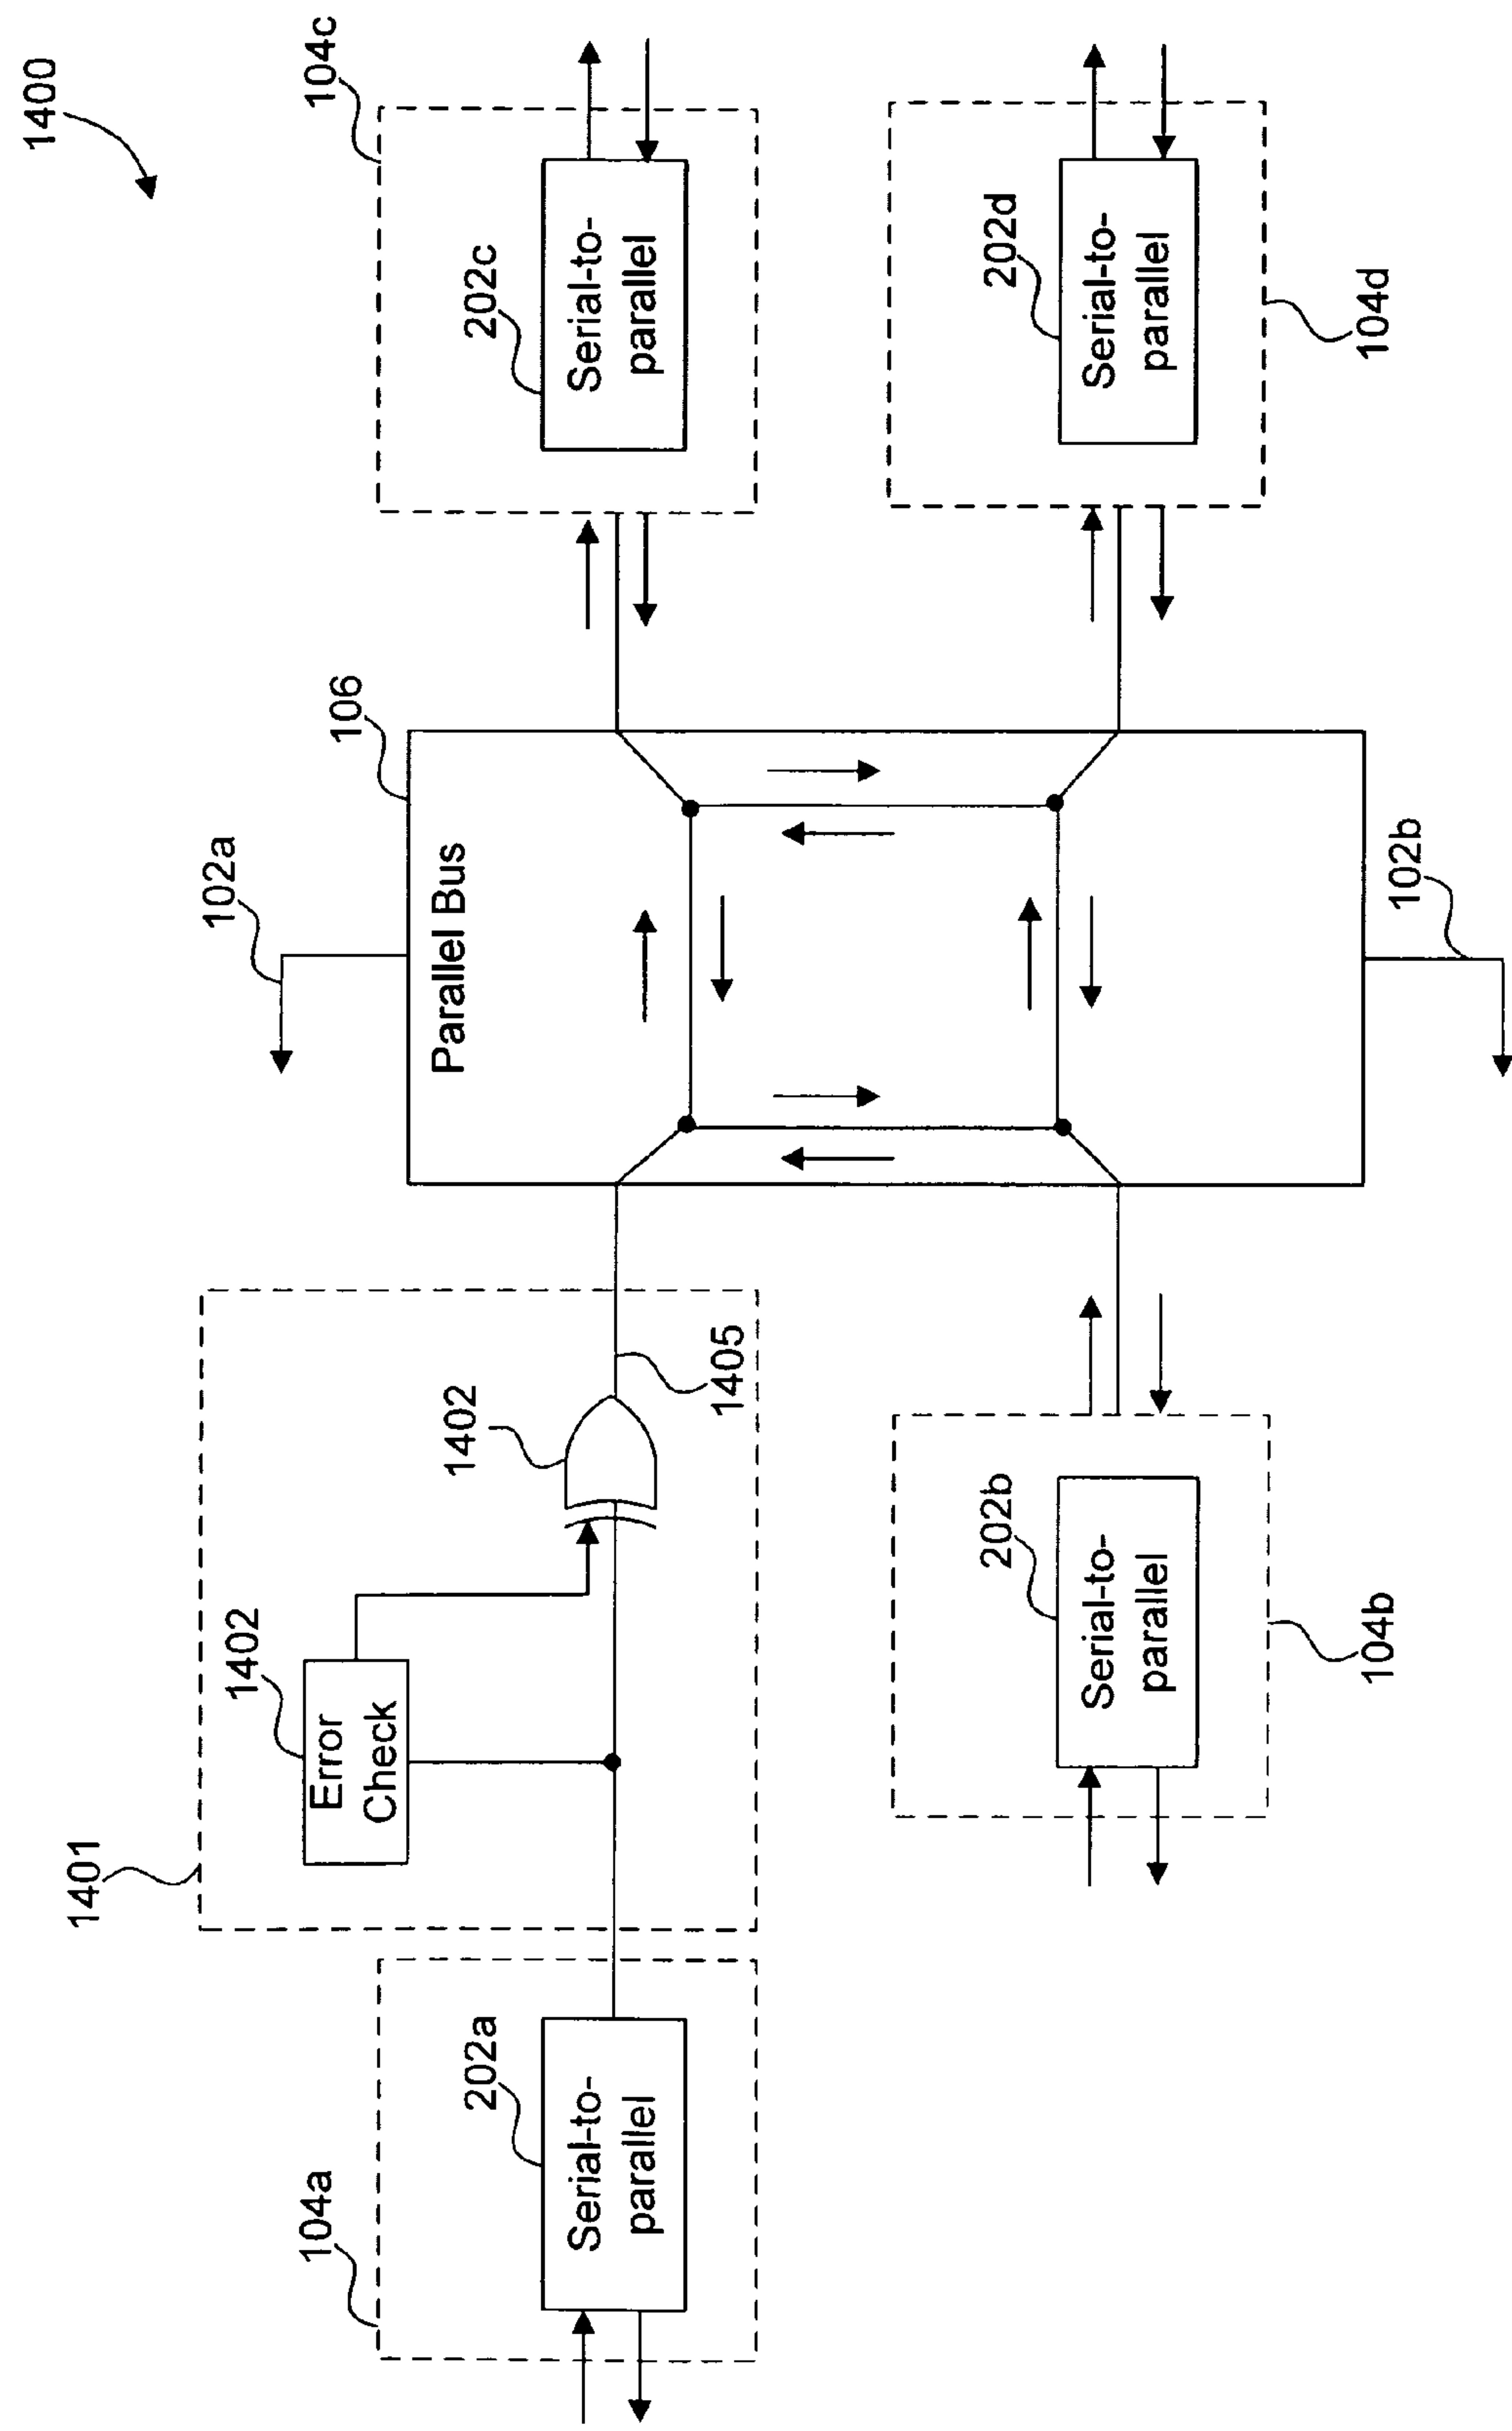 1400
104c
202c
Serial-to-
parallel
202d
Serial-to-
parallel
104d
106
102a
Parallel Bus
102b
1401
1402
Error
Check
1402
1405
104a
202a
Serial-to-
parallel
202b
Serial-to-
parallel
104b